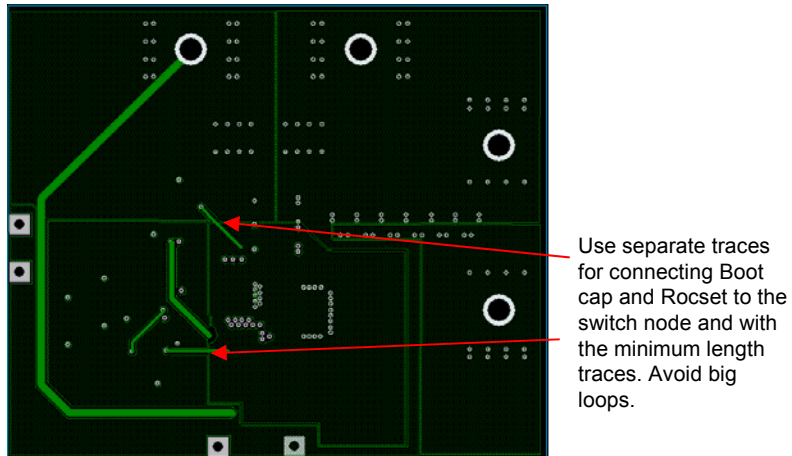 Use separate traces
for connecting Boot
cap and Rocset to the
switch node and with
the minimum length
traces. Avoid big
loops.